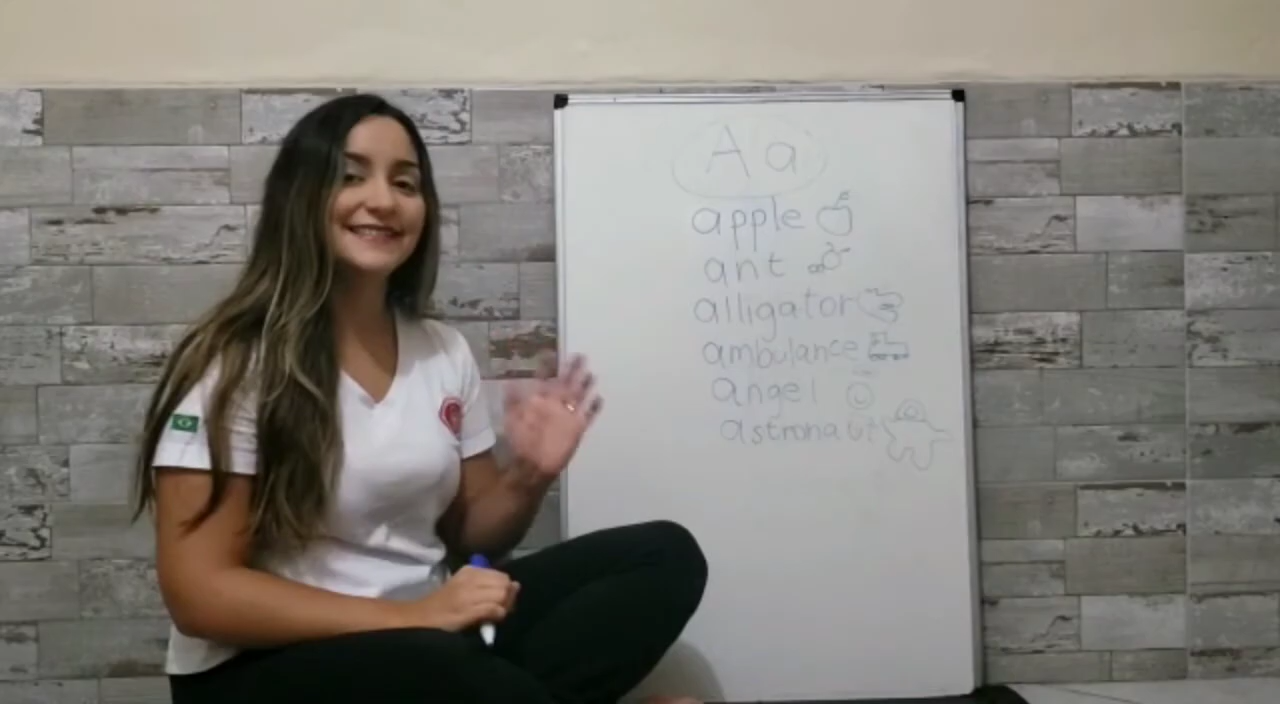 A a
apple
ant
alligator
ambulance
angel
astronaut